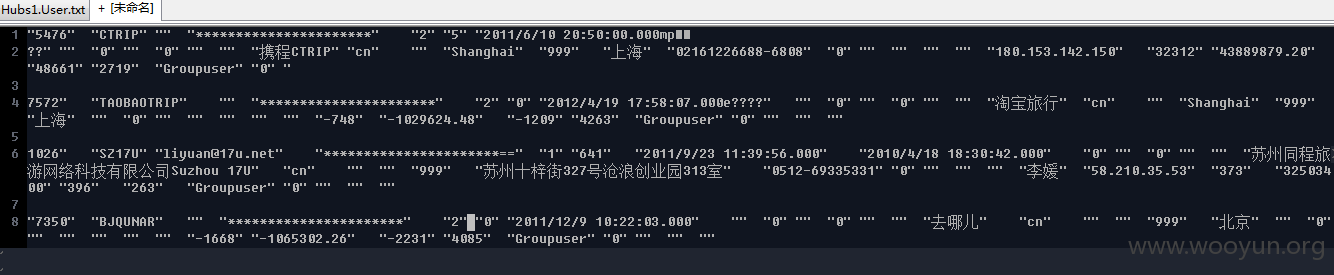 Hubs1.User.txt + [未命名]
1 "5476" "CTRIP" "" "***********************" "2" "5" "2011/6/10 20:50:00.000mp
2 ??" "" "0" "" "0" "" "" "携程CTRIP" "cn" "" "Shanghai" "999" "上海" "02161226688-6808" "0" "" "" "" "" "180.153.142.150" "32312" "43889879.20"
"48661" "2719" "Groupuser" "0" "
3
4 7572" "TAOBAOTRIP" "" "***********************" "2" "0" "2012/4/19 17:58:07.000e????" "" "0" "" "0" "" "" "淘宝旅行" "cn" "" "Shanghai" "999"
"上海" "" "0" "" "" "" "" "" "-748" "-1029624.48" "-1209" "4263" "Groupuser" "0" "" "" ""
5
6 1026" "SZ17U" "liyuan@17u.net" "***********************==" "1" "641" "2011/9/23 11:39:56.000" "2010/4/18 18:30:42.000" "0" "" "0" "" "" "苏州同程旅
游网络科技有限公司Suzhou 17U" "cn" "" "" "999" "苏州十梓街327号沧浪创业园313室" "0512-69335331" "0" "" "" "" "李媛" "58.210.35.53" "373" "325034
00" "396" "263" "Groupuser" "0" "" "" ""
7
8 "7350" "BJQUNAR" "" "***********************" "2" "0" "2011/12/9 10:22:03.000" "" "0" "" "0" "" "" "去哪儿" "cn" "" "" "999" "北京" "" "0"
"" "" "" "" "" "-1668" "-1065302.26" "-2231" "4085" "Groupuser" "0" "" "" ""
www.wooyun.org